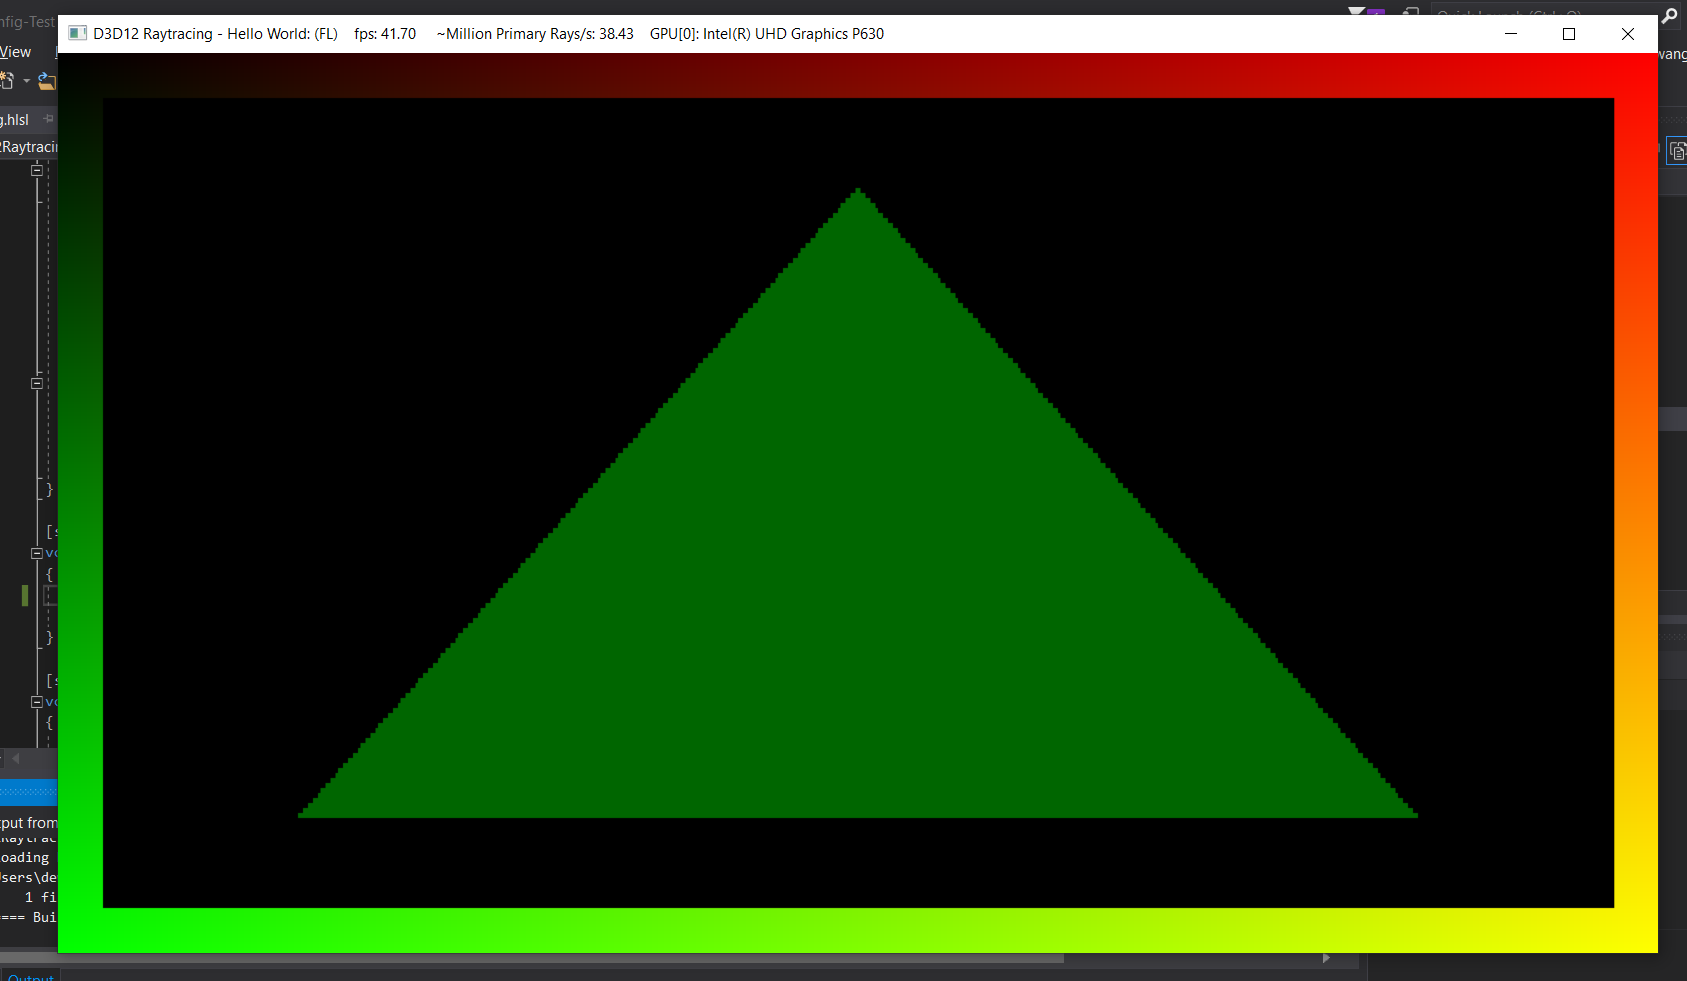 nfig-Test
D3D12 Raytracing - Hello World: (FL) fps: 41.70 ~Million Primary Rays/s: 38.43 GPU[0]: Intel(R) UHD Graphics P630
View
wang
g.hlsl
2Raytracin
}
[s
vo
{
}
[s
vo
{
put from
oading
sers\de
1 fi
==== Bui
Output